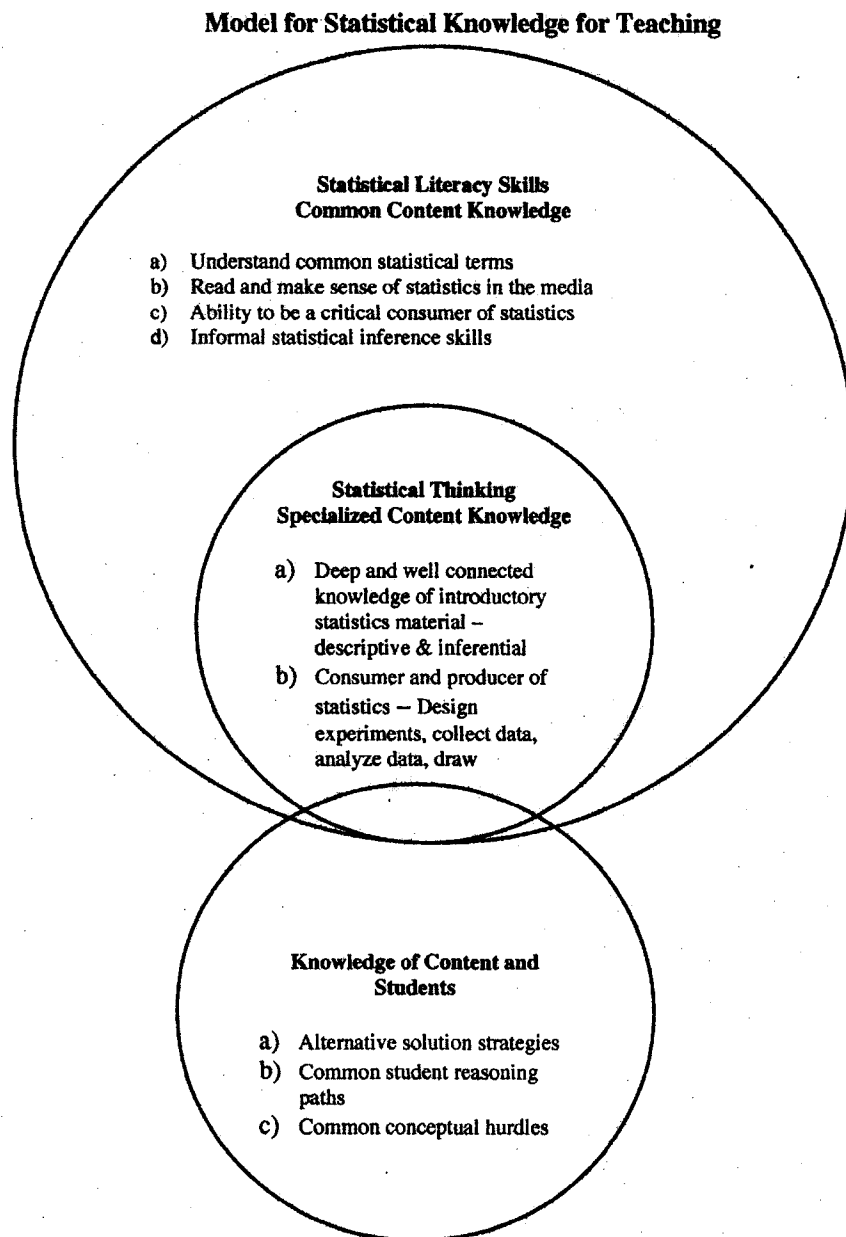 Model for Statistical Knowledge for Teaching
Statistical Literacy Skills
Common Content Knowledge
a) Understand common statistical terms
b) Read and make sense of statistics in the media
c) Ability to be a critical consumer of statistics
d) Informal statistical inference skills
Statistical Thinking
Specialized Content Knowledge
a) Deep and well connected
knowledge of introductory
statistics material –
descriptive & inferential
b) Consumer and producer of
statistics – Design
experiments, collect data,
analyze data, draw
Knowledge of Content and
Students
a) Alternative solution strategies
b) Common student reasoning
paths
c) Common conceptual hurdles